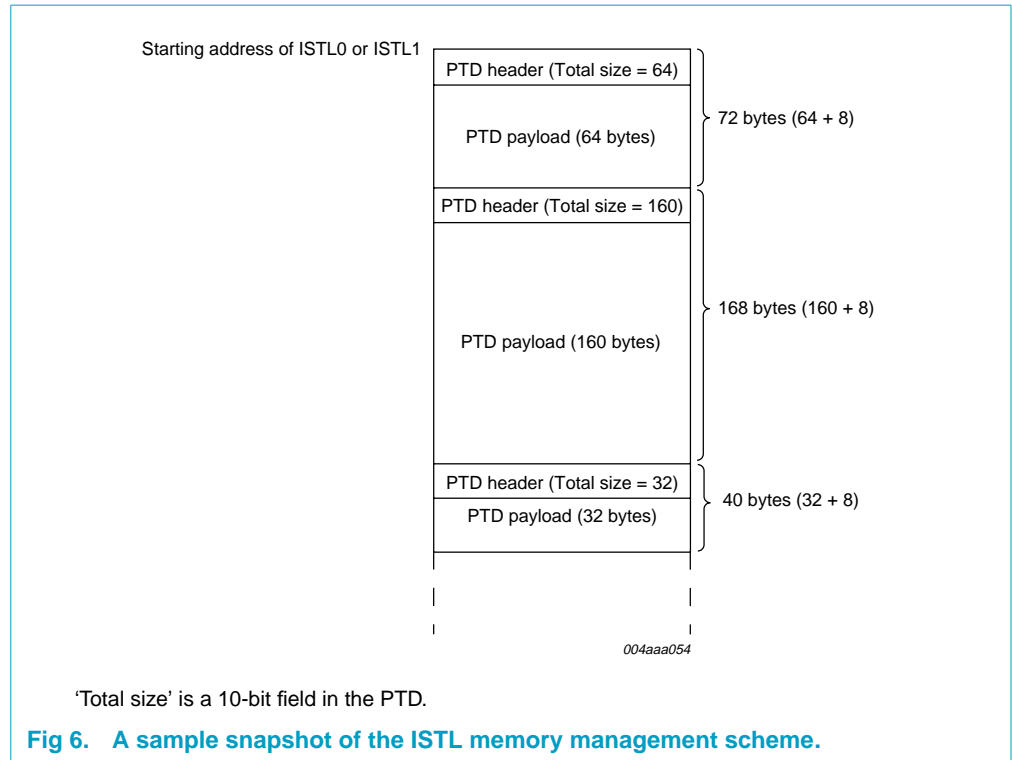 Starting address of ISTL0 or ISTL1
PTD header (Total size = 64)
PTD payload (64 bytes)
72 bytes (64 + 8)
PTD header (Total size = 160)
PTD payload (160 bytes)
168 bytes (160 + 8)
PTD header (Total size = 32)
PTD payload (32 bytes)
40 bytes (32 + 8)
004aaa054
‘Total size’ is a 10-bit field in the PTD.
Fig 6. A sample snapshot of the ISTL memory management scheme.